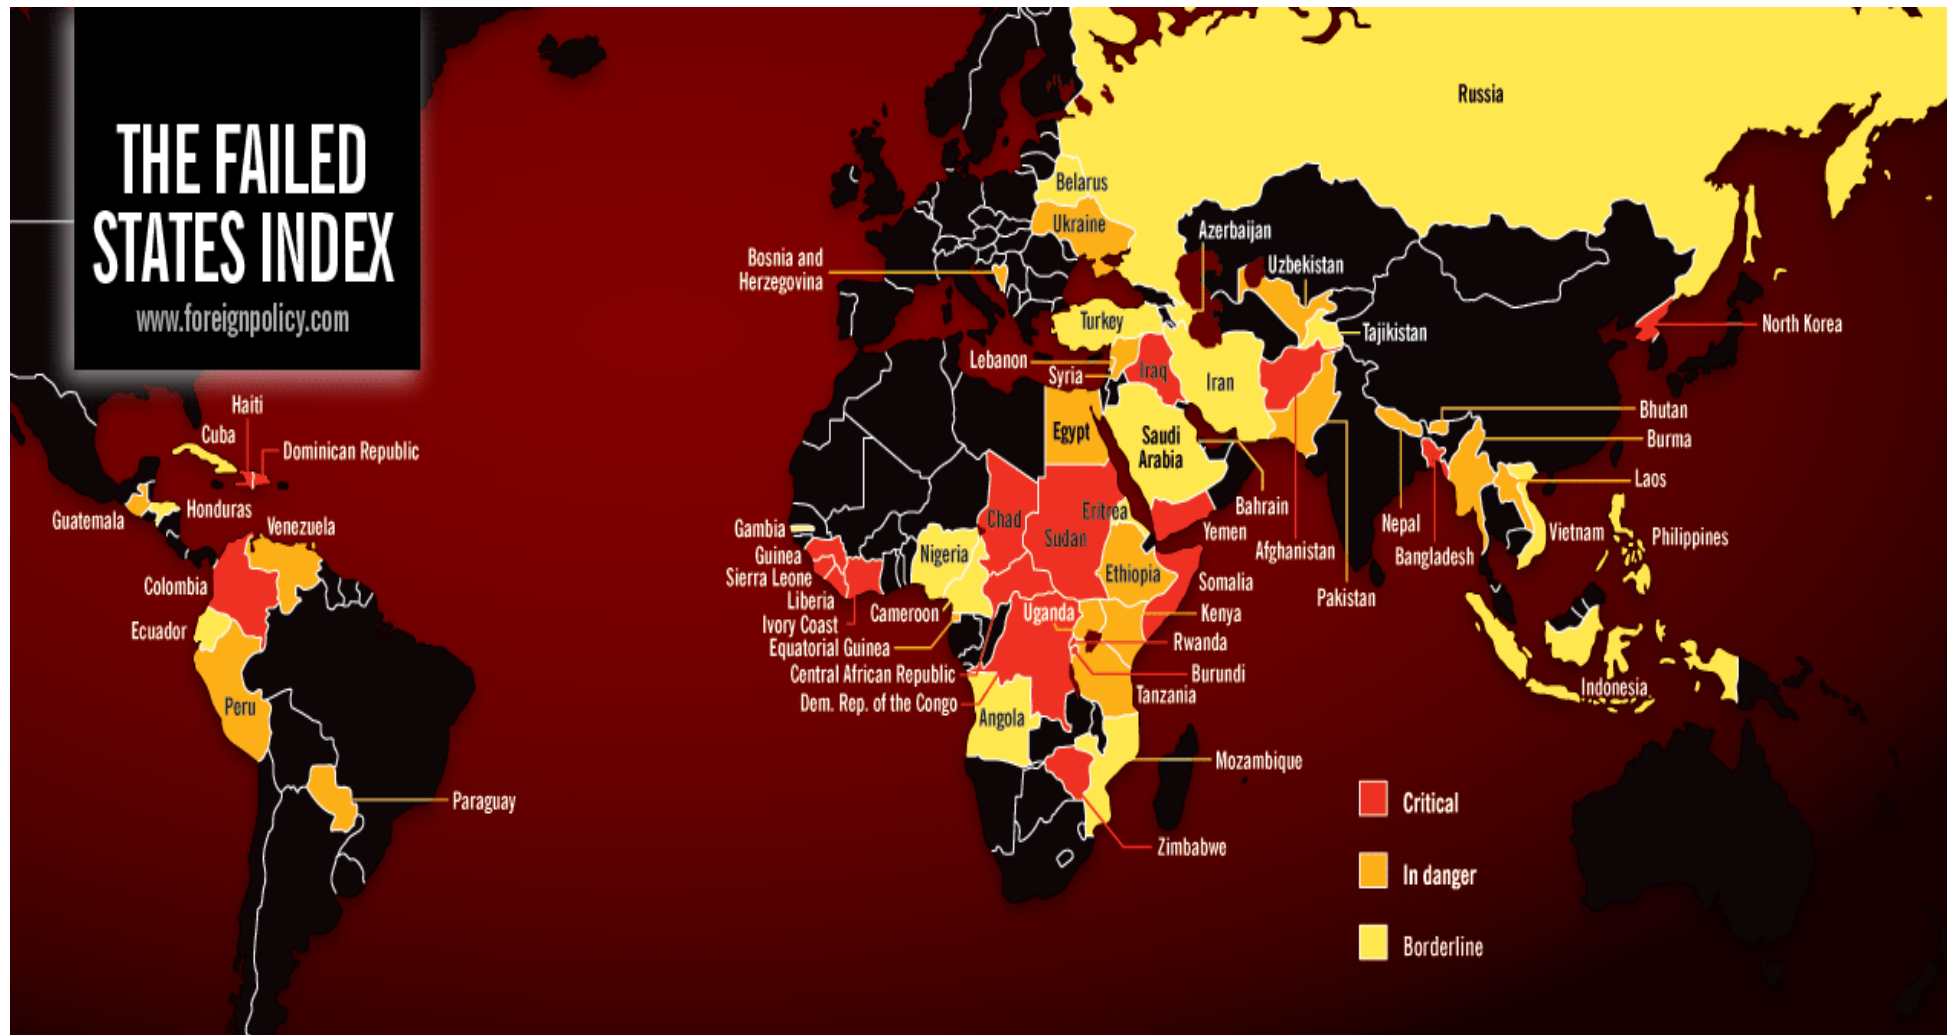 THE FAILED
STATES INDEX
www.foreignpolicy.com
Russia
Belarus
Ukraine
Azerbaijan
Uzbekistan
Bosnia and
Herzegovina
Turkey
Tajikistan
North Korea
Lebanon
Syria
Iraq
Iran
Haiti
Cuba
Dominican Republic
Egypt
Saudi
Arabia
Bhutan
Burma
Laos
Guatemala
Honduras
Venezuela
Gambia
Guinea
Sierra Leone
Liberia
Ivory Coast
Nigeria
Cameroon
Equatorial Guinea
Central African Republic
Dem. Rep. of the Congo
Chad
Sudan
Eritrea
Ethiopia
Yemen
Bahrain
Afghanistan
Pakistan
Nepal
Bangladesh
Vietnam
Philippines
Colombia
Ecuador
Peru
Paraguay
Uganda
Somalia
Kenya
Rwanda
Burundi
Tanzania
Angola
Indonesia
Mozambique
Zimbabwe
Critical
In danger
Borderline